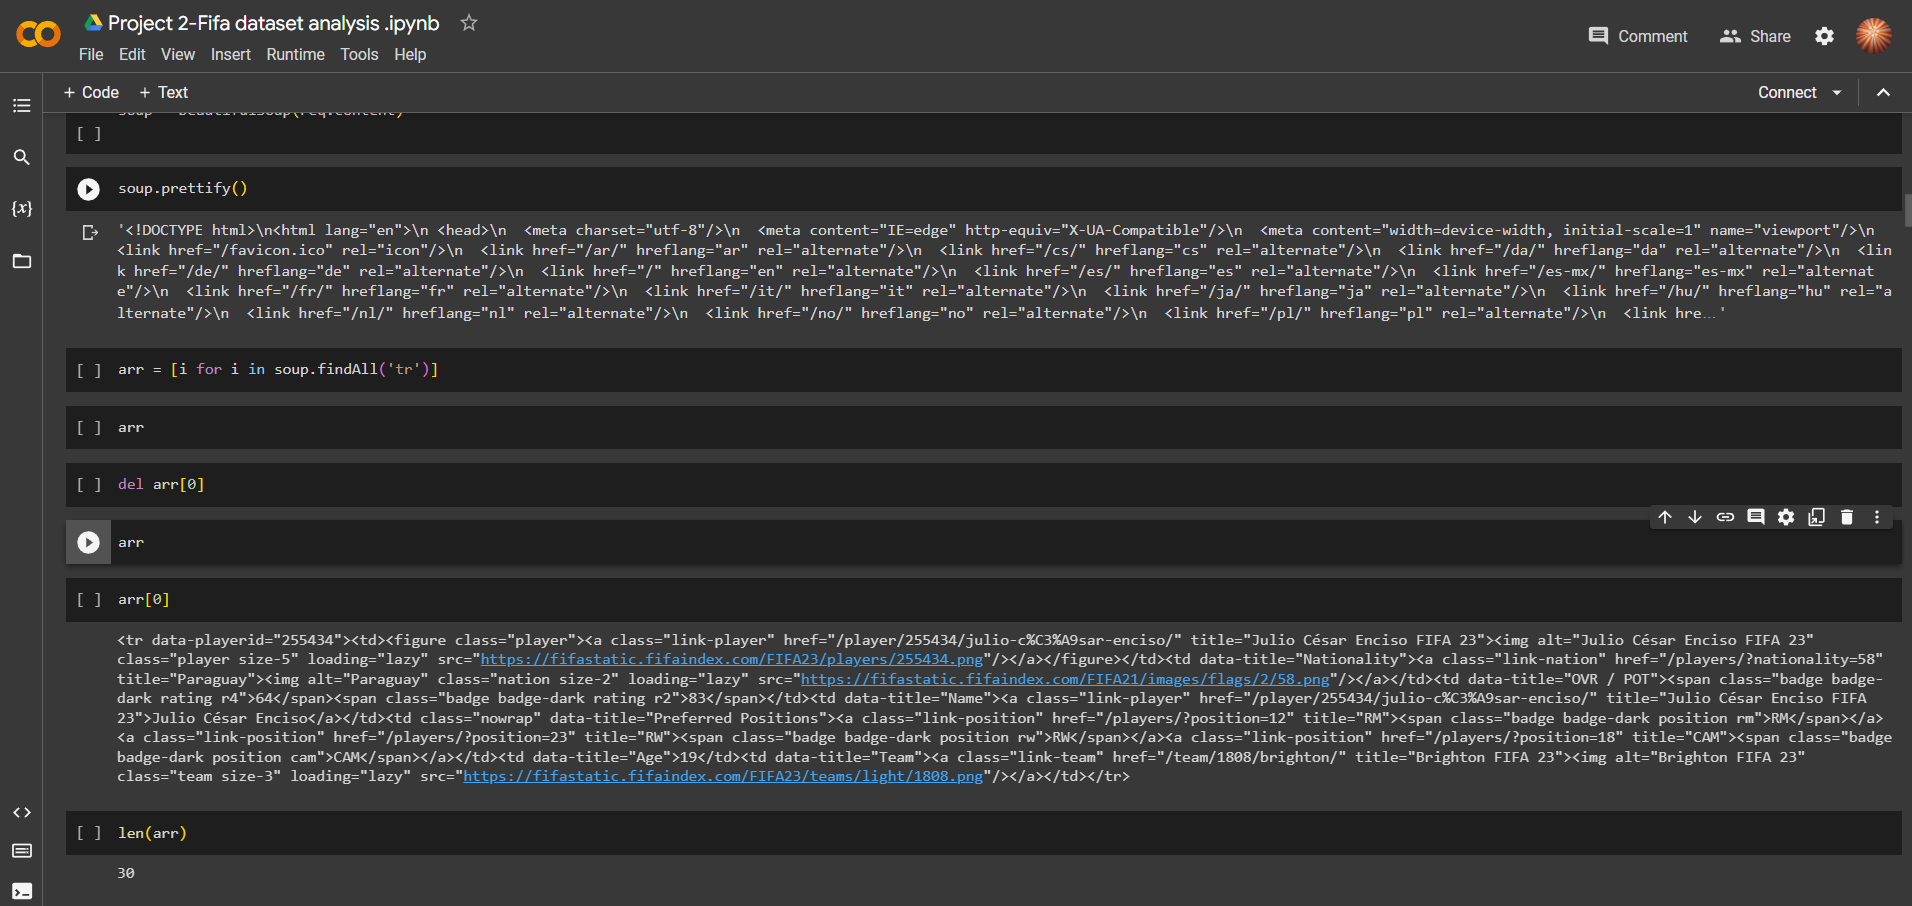 Project 2-Fifa dataset analysis .ipynb
File Edit View Insert Runtime Tools Help
Comment Share
+ Code + Text
Connect
soup = BeautifulSoup(req.content)
[ ]
soup.prettify()
'<!DOCTYPE html>\n<html lang="en">\n <head>\n  <meta charset="utf-8"/>\n  <meta content="IE=edge" http-equiv="X-UA-Compatible"/>\n  <meta content="width=device-width, initial-scale=1" name="viewport"/>\n
<link href="/favicon.ico" rel="icon"/>\n  <link href="/ar/" hreflang="ar" rel="alternate"/>\n  <link href="/cs/" hreflang="cs" rel="alternate"/>\n  <link href="/da/" hreflang="da" rel="alternate"/>\n  <lin
k href="/de/" hreflang="de" rel="alternate"/>\n  <link href="/" hreflang="en" rel="alternate"/>\n  <link href="/es/" hreflang="es" rel="alternate"/>\n  <link href="/es-mx/" hreflang="es-mx" rel="alternat
e"/>\n  <link href="/fr/" hreflang="fr" rel="alternate"/>\n  <link href="/it/" hreflang="it" rel="alternate"/>\n  <link href="/ja/" hreflang="ja" rel="alternate"/>\n  <link href="/hu/" hreflang="hu" rel="a
lternate"/>\n  <link href="/nl/" hreflang="nl" rel="alternate"/>\n  <link href="/no/" hreflang="no" rel="alternate"/>\n  <link href="/pl/" hreflang="pl" rel="alternate"/>\n  <link hre…'
[ ] arr = [i for i in soup.findAll('tr')]
[ ] arr
[ ] del arr[0]
arr
[ ] arr[0]
<tr data-playerid="255434"><td><figure class="player"><a class="link-player" href="/player/255434/julio-c%C3%A9sar-enciso/" title="Julio César Enciso FIFA 23"><img alt="Julio César Enciso FIFA 23"
class="player size-5" loading="lazy" src="https://fifastatic.fifaindex.com/FIFA23/players/255434.png"/></a></figure></td><td data-title="Nationality"><a class="link-nation" href="/players/?nationality=58"
title="Paraguay"><img alt="Paraguay" class="nation size-2" loading="lazy" src="https://fifastatic.fifaindex.com/FIFA21/images/flags/2/58.png"/></a></td><td data-title="OVR / POT"><span class="badge badge-
dark rating r4">64</span><span class="badge badge-dark rating r2">83</span></td><td data-title="Name"><a class="link-player" href="/player/255434/julio-c%C3%A9sar-enciso/" title="Julio César Enciso FIFA
23">Julio César Enciso</a></td><td class="nowrap" data-title="Preferred Positions"><a class="link-position" href="/players/?position=12" title="RM"><span class="badge badge-dark position rm">RM</span></a>
<a class="link-position" href="/players/?position=23" title="RW"><span class="badge badge-dark position rw">RW</span></a><a class="link-position" href="/players/?position=18" title="CAM"><span class="badge
badge-dark position cam">CAM</span></a></td><td data-title="Age">19</td><td data-title="Team"><a class="link-team" href="/team/1808/brighton/" title="Brighton FIFA 23"><img alt="Brighton FIFA 23"
class="team size-3" loading="lazy" src="https://fifastatic.fifaindex.com/FIFA23/teams/light/1808.png"/></a></td></tr>
[ ] len(arr)
30